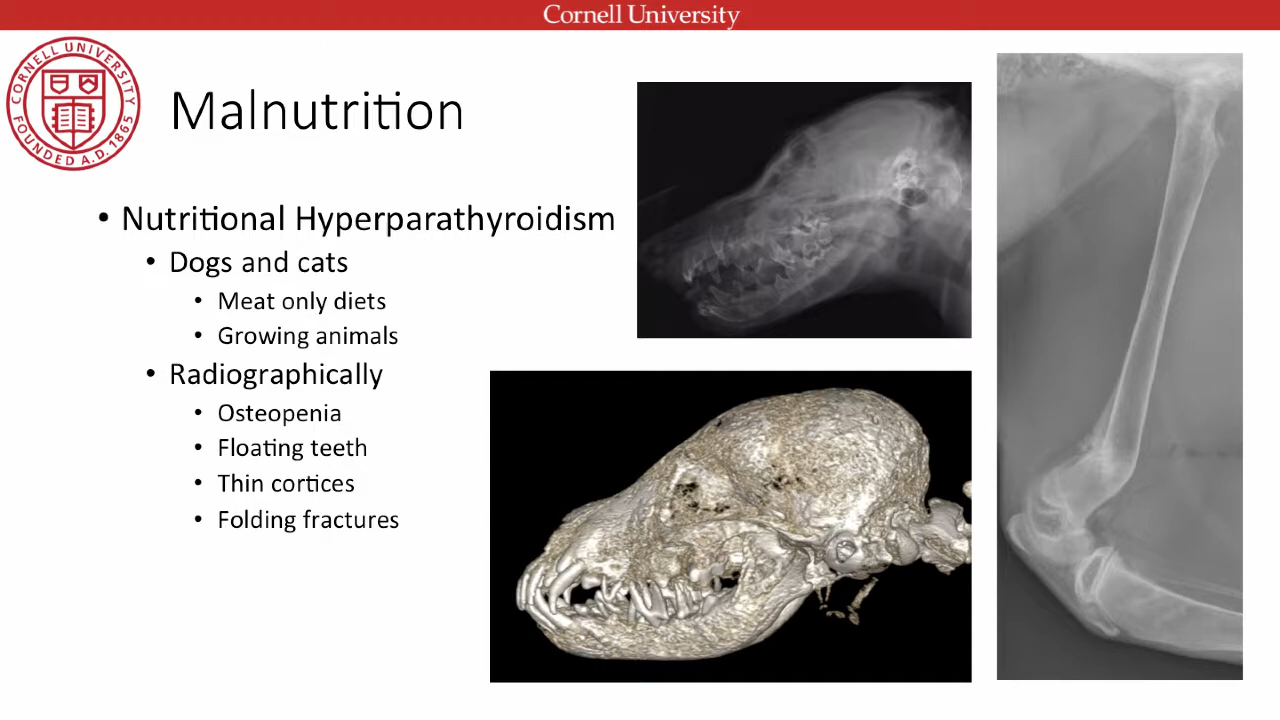 Cornell University
CORNELL UNIVERSITY
FOUNDED A.D. 1865
Malnutrition
• Nutritional Hyperparathyroidism
• Dogs and cats
• Meat only diets
• Growing animals
• Radiographically
• Osteopenia
• Floating teeth
• Thin cortices
• Folding fractures